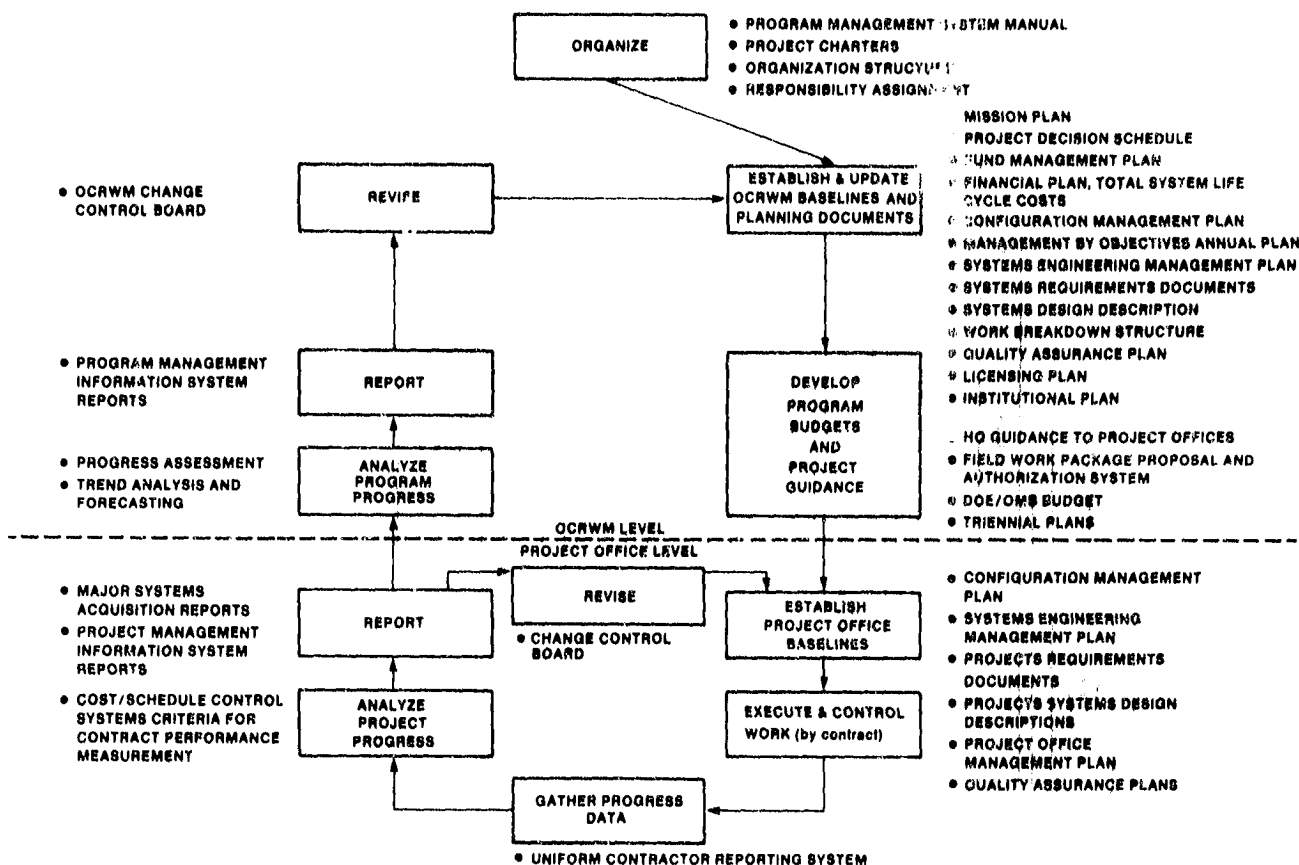 ORGANIZE
• PROGRAM MANAGEMENT SYSTEM MANUAL
• PROJECT CHARTERS
• ORGANIZATION STRUCTURE
• RESPONSIBILITY ASSIGNMENT
MISSION PLAN
PROJECT DECISION SCHEDULE
• FUND MANAGEMENT PLAN
• FINANCIAL PLAN, TOTAL SYSTEM LIFE
CYCLE COSTS
• CONFIGURATION MANAGEMENT PLAN
• MANAGEMENT BY OBJECTIVES ANNUAL PLAN
• SYSTEMS ENGINEERING MANAGEMENT PLAN
• SYSTEMS REQUIREMENTS DOCUMENTS
• SYSTEMS DESIGN DESCRIPTION
• WORK BREAKDOWN STRUCTURE
• QUALITY ASSURANCE PLAN
• LICENSING PLAN
• INSTITUTIONAL PLAN
• OCRWM CHANGE
CONTROL BOARD
REVIFE
ESTABLISH & UPDATE
OCRWM BASELINES AND
PLANNING DOCUMENTS
• PROGRAM MANAGEMENT
INFORMATION SYSTEM
REPORTS
REPORT
DEVELOP
PROGRAM
BUDGETS
AND
PROJECT
GUIDANCE
HQ GUIDANCE TO PROJECT OFFICES
• FIELD WORK PACKAGE PROPOSAL AND
AUTHORIZATION SYSTEM
• DOE/OMB BUDGET
• TRIENNIAL PLANS
• PROGRESS ASSESSMENT
• TREND ANALYSIS AND
FORECASTING
ANALYZE
PROGRAM
PROGRESS
OCRWM LEVEL
PROJECT OFFICE LEVEL
• MAJOR SYSTEMS
ACQUISITION REPORTS
• PROJECT MANAGEMENT
INFORMATION SYSTEM
REPORTS
• COST/SCHEDULE CONTROL
SYSTEMS CRITERIA FOR
CONTRACT PERFORMANCE
MEASUREMENT
REPORT
REVISE
• CHANGE CONTROL
BOARD
ESTABLISH
PROJECT OFFICE
BASELINES
• CONFIGURATION MANAGEMENT
PLAN
• SYSTEMS ENGINEERING
MANAGEMENT PLAN
• PROJECTS REQUIREMENTS
DOCUMENTS
• PROJECTS SYSTEMS DESIGN
DESCRIPTIONS
• PROJECT OFFICE
MANAGEMENT PLAN
• QUALITY ASSURANCE PLANS
ANALYZE
PROJECT
PROGRESS
EXECUTE & CONTROL
WORK (by contract)
GATHER PROGRESS
DATA
• UNIFORM CONTRACTOR REPORTING SYSTEM